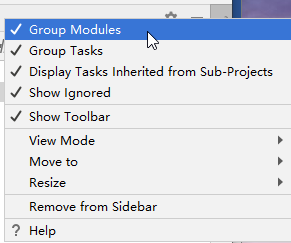 Group Modules
Group Tasks
Display Tasks Inherited from Sub-Projects
Show Ignored
Show Toolbar
View Mode
Move to
Resize
Remove from Sidebar
? Help